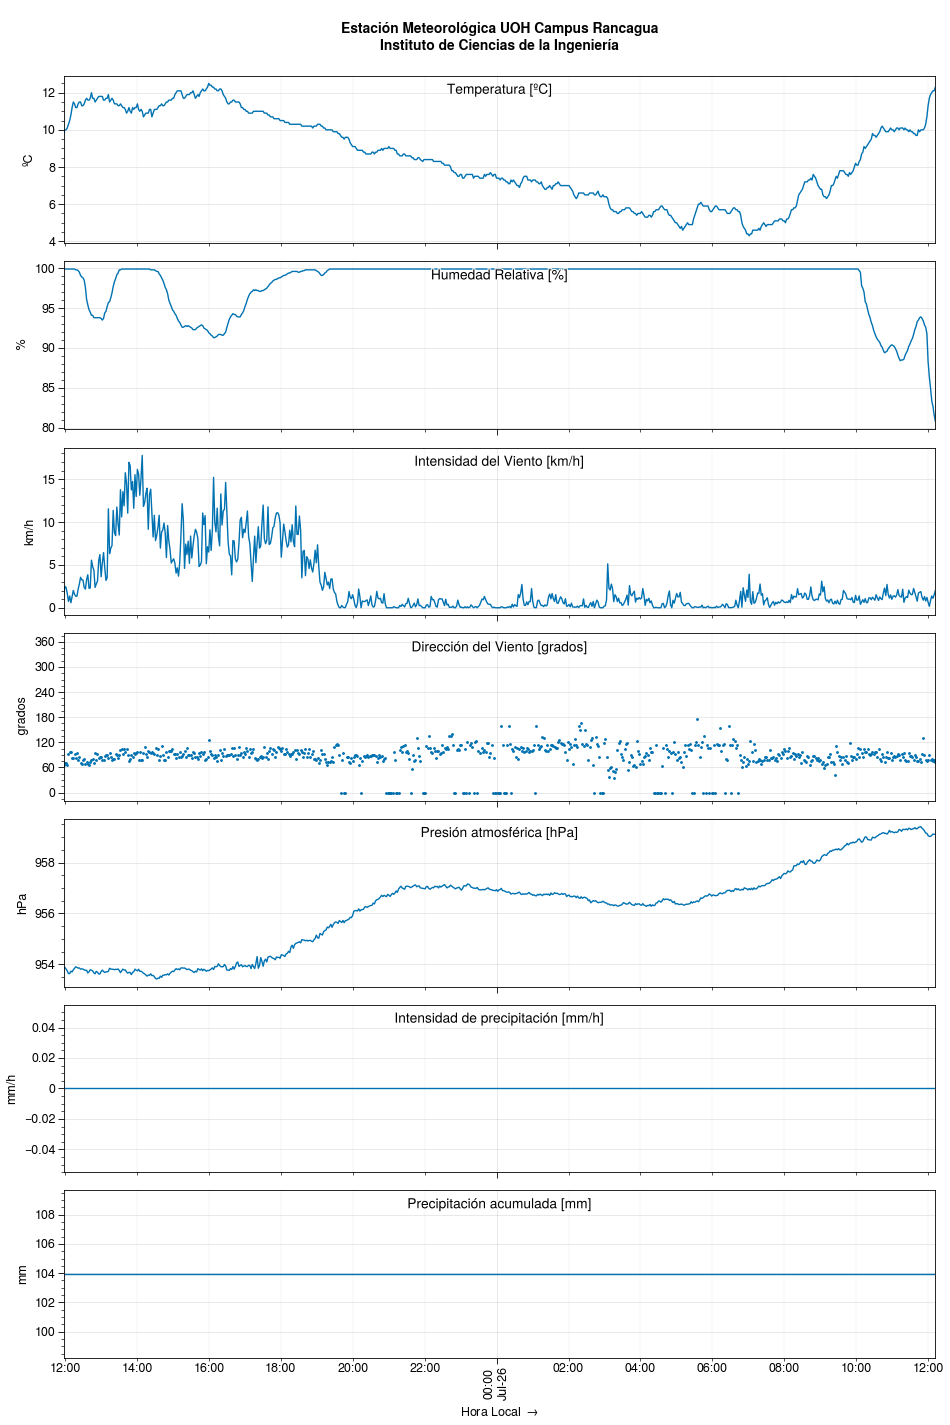 Estación Meteorológica UOH Campus Rancagua
Instituto de Ciencias de la Ingeniería
Temperatura [ºC]
ºC
12
10
8
6
4
Humedad Relativa [%]
%
100
95
90
85
80
Intensidad del Viento [km/h]
km/h
15
10
5
0
Dirección del Viento [grados]
grados
360
300
240
180
120
60
0
Presión atmosférica [hPa]
hPa
958
956
954
Intensidad de precipitación [mm/h]
mm/h
0.04
0.02
0
−0.02
−0.04
Precipitación acumulada [mm]
mm
108
106
104
102
100
12:00 14:00 16:00 18:00 20:00 22:00 00:00 02:00 04:00 06:00 08:00 10:00 12:00
Jul-26
Hora Local →